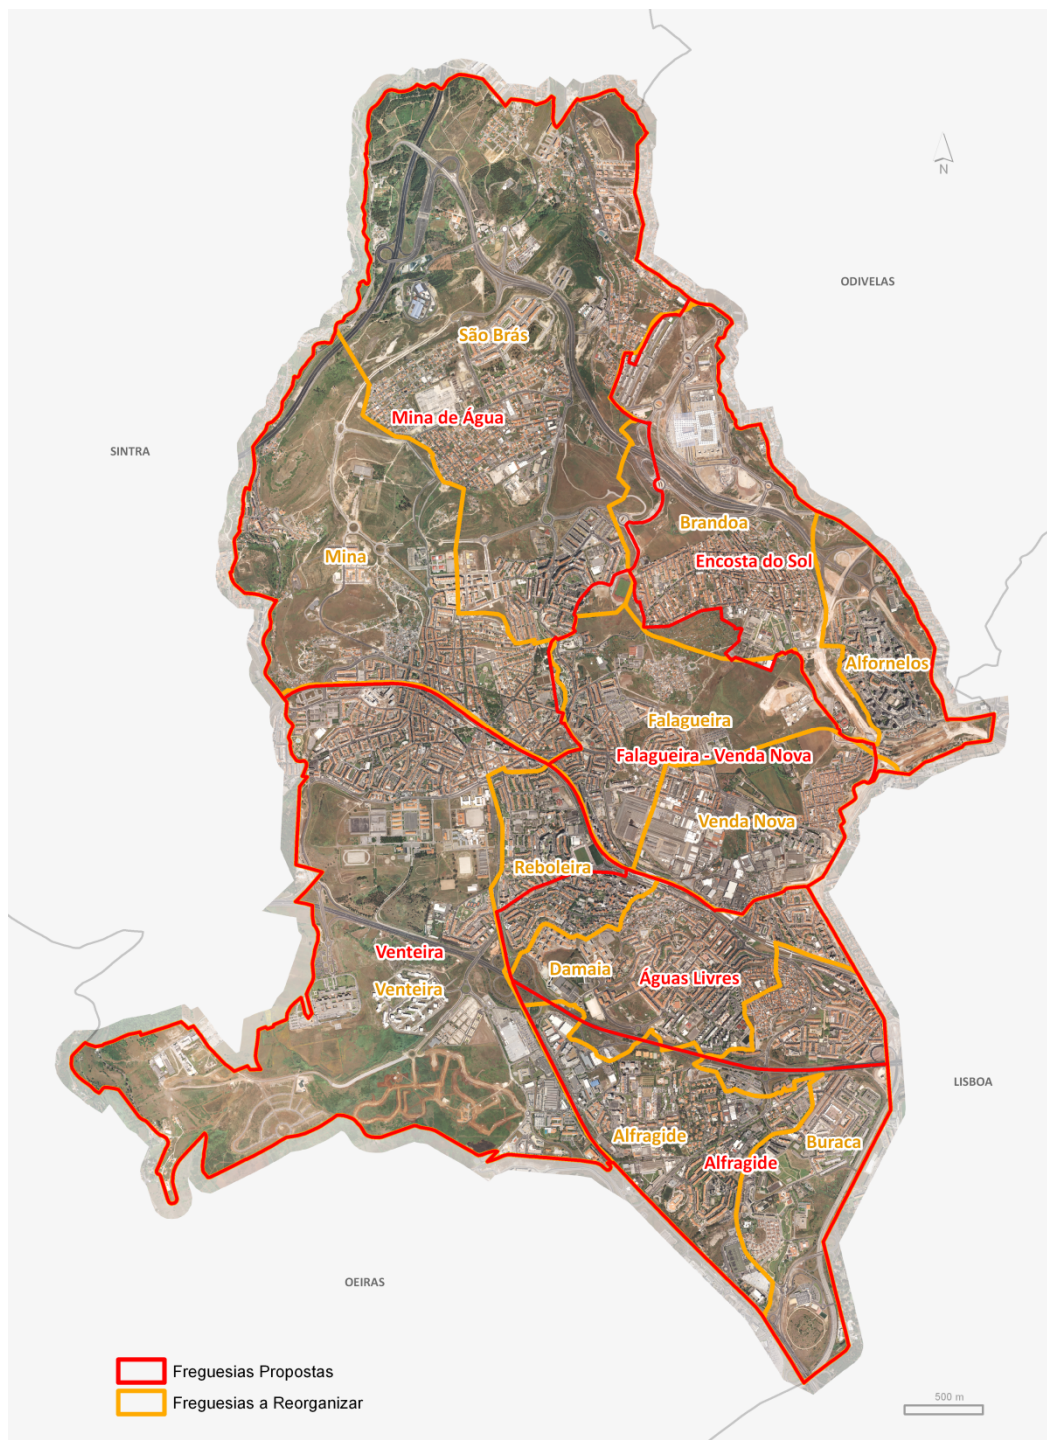 N
ODIVELAS
São Brás
Mina de Água
SINTRA
Brandoa
Mina
Encosta do Sol
Alfornelos
Falagueira
Falagueira - Venda Nova
Venda Nova
Reboleira
Venteira
Damaia
Águas Livres
Venteira
LISBOA
Alfragide
Buraca
Alfragide
OEIRAS
Freguesias Propostas
Freguesias a Reorganizar
500 m